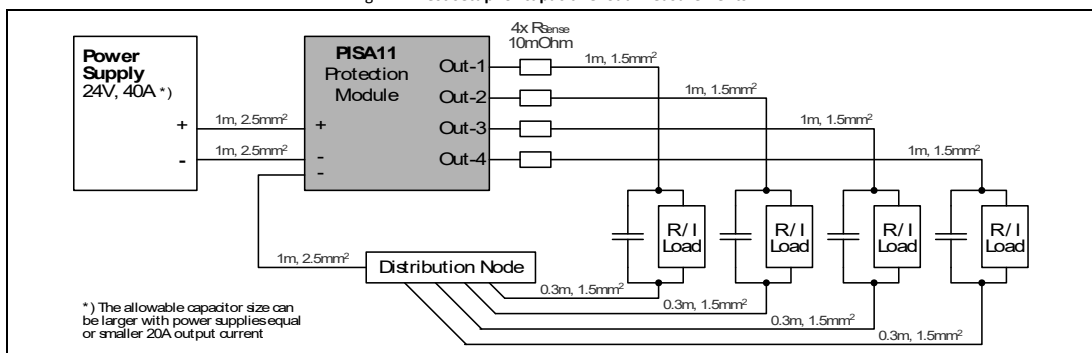 Power
Supply
24V, 40A *)
+
-
1m, 2.5mm²
1m, 2.5mm²
PISA11
Protection
Module
+
-
-
Out-1
Out-2
Out-3
Out-4
4x RSense
10mOhm
1m, 1.5mm²
1m, 1.5mm²
1m, 1.5mm²
1m, 1.5mm²
R/I
Load
R/I
Load
R/I
Load
R/I
Load
1m, 2.5mm²
Distribution Node
0.3m, 1.5mm²
0.3m, 1.5mm²
0.3m, 1.5mm²
0.3m, 1.5mm²
*) The allowable capacitor size can
be larger with power supplies equal
or smaller 20A output current